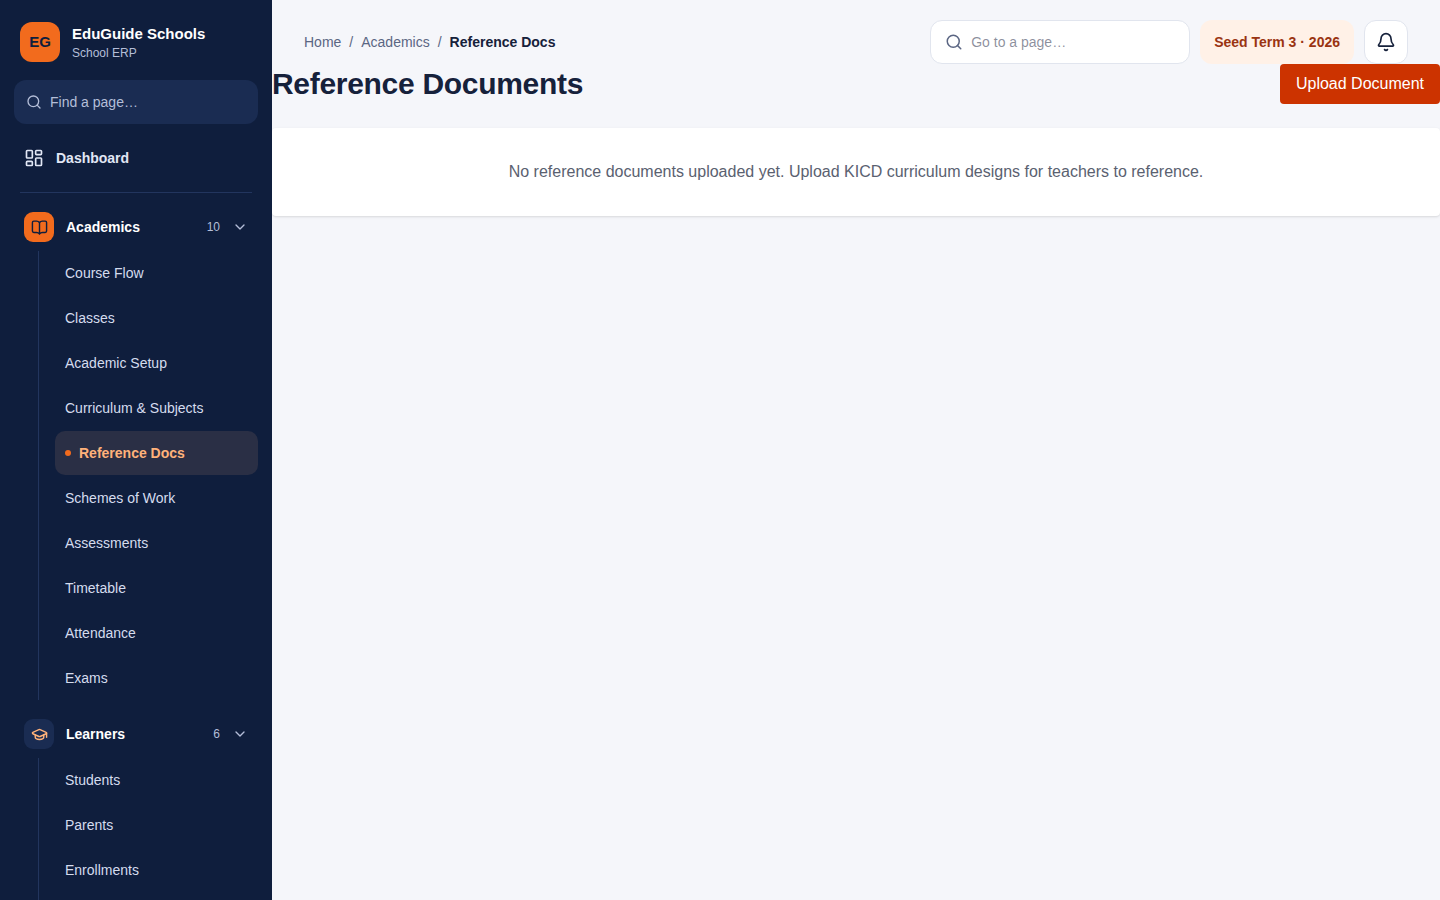 EG
EduGuide Schools
School ERP
Find a page…
Dashboard
Academics 10
Course Flow
Classes
Academic Setup
Curriculum & Subjects
Reference Docs
Schemes of Work
Assessments
Timetable
Attendance
Exams
Learners 6
Students
Parents
Enrollments
Home / Academics / Reference Docs
Go to a page…
Seed Term 3 · 2026
Reference Documents
Upload Document
No reference documents uploaded yet. Upload KICD curriculum designs for teachers to reference.